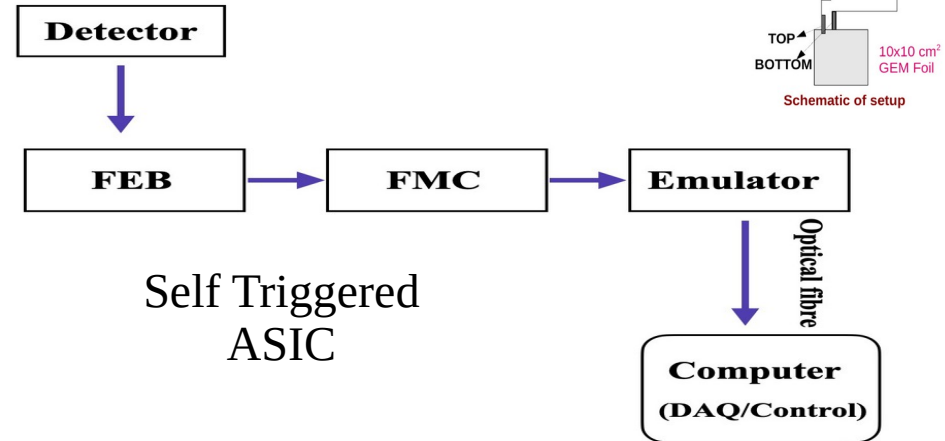 Detector
TOP
BOTTOM
10x10 cm²
GEM Foil
Schematic of setup
FEB
FMC
Emulator
Optical fibre
Self Triggered
ASIC
Computer
(DAQ/Control)